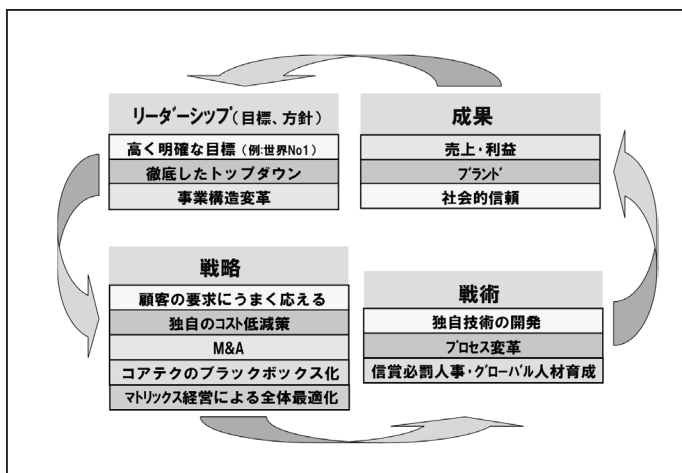 リーダーシップ(目標、方針)
高く明確な目標(例:世界No1)
徹底したトップダウン
事業構造変革
成果
売上・利益
ブランド
社会的信頼
戦略
顧客の要求にうまく応える
独自のコスト低減策
M&A
コアテクのブラックボックス化
マトリックス経営による全体最適化
戦術
独自技術の開発
プロセス変革
信賞必罰人事・グローバル人材育成